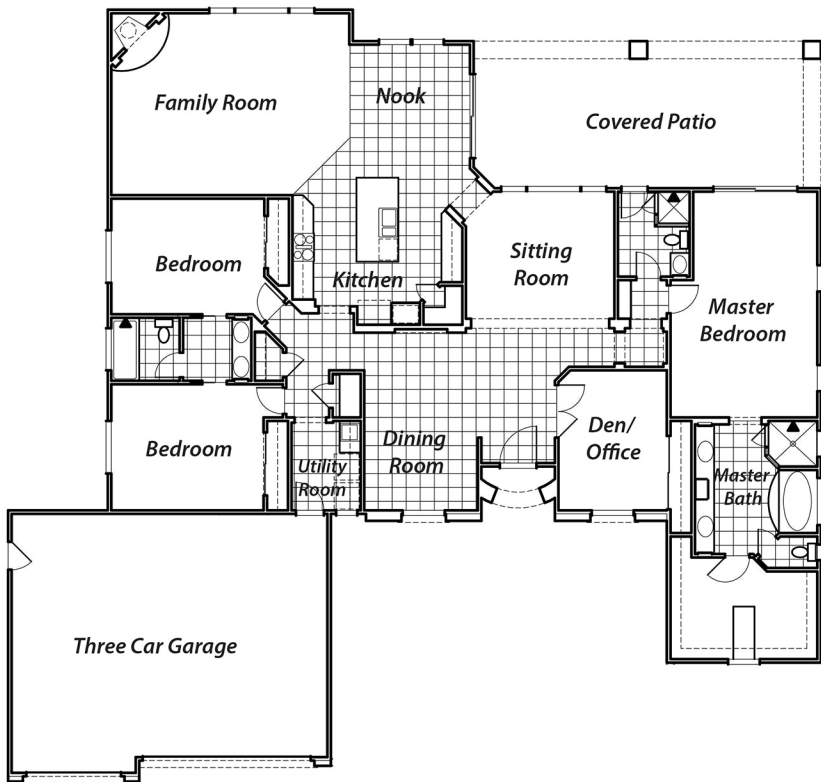 Family Room
Nook
Covered Patio
Bedroom
Kitchen
Sitting
Room
Master
Bedroom
Bedroom
Utility
Room
Dining
Room
Den/
Office
Master
Bath
Three Car Garage